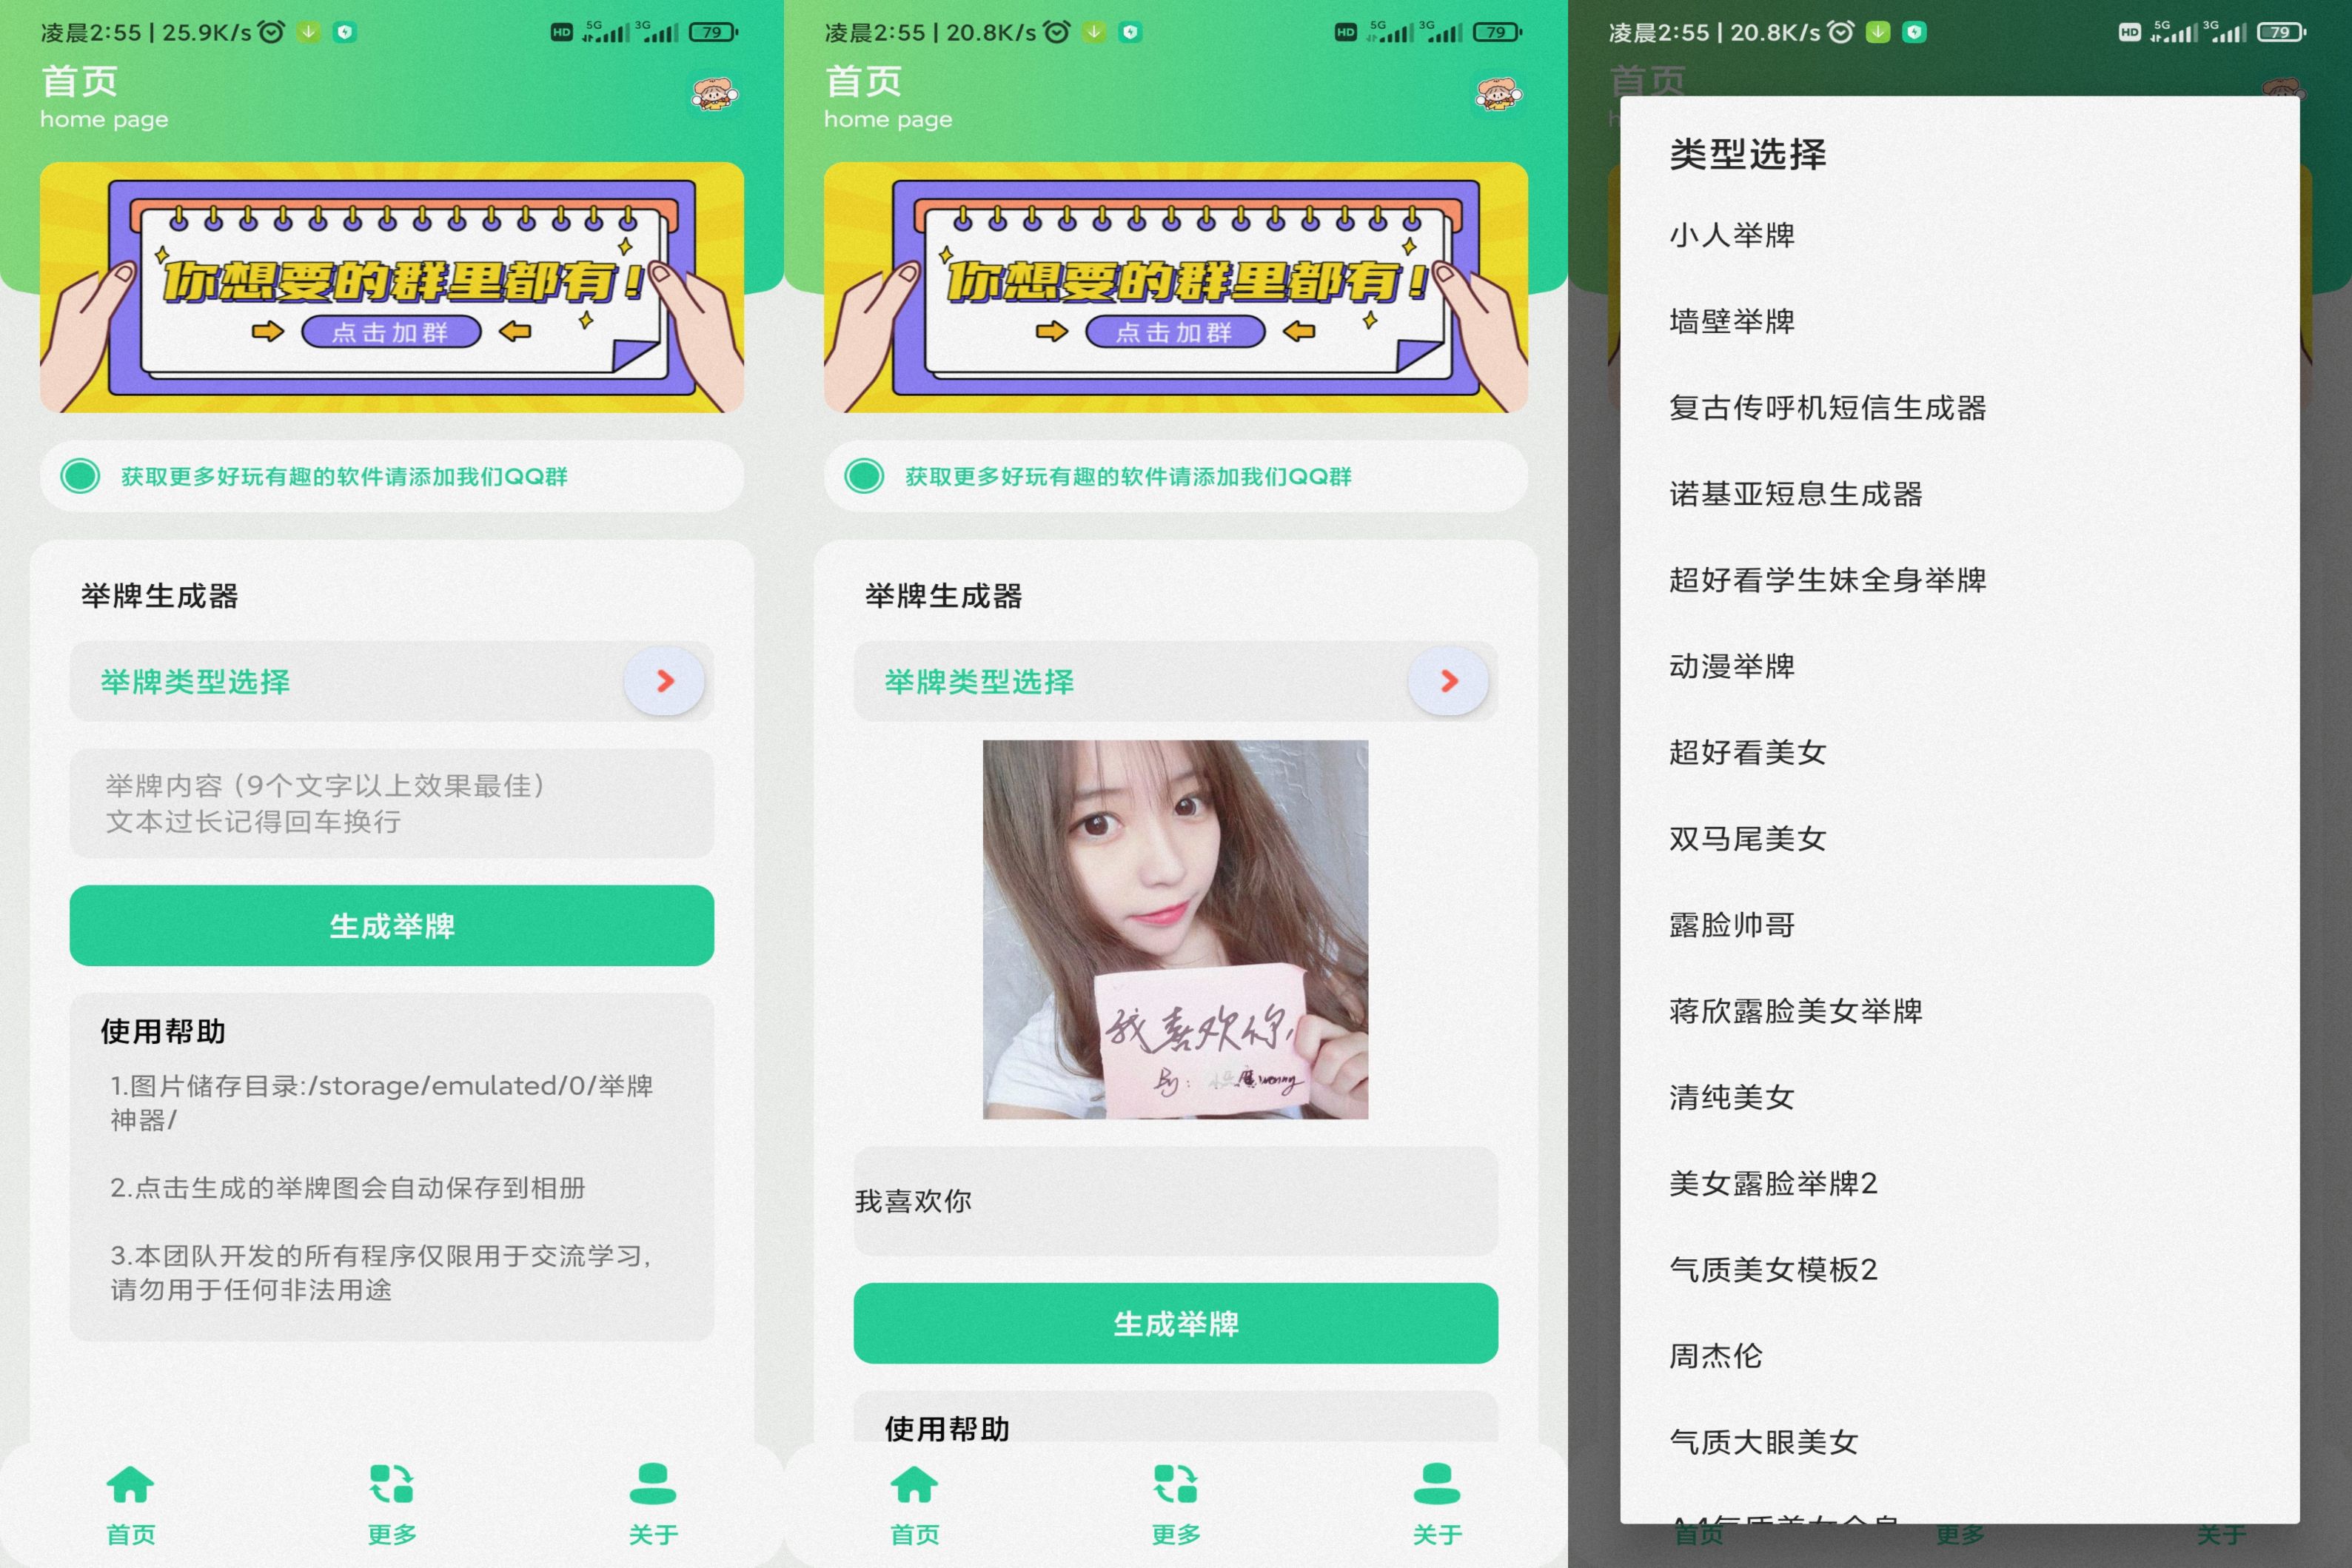 凌晨2:55 | 25.9K/s
HD 5G 3G 79
首页
home page
你想要的群里都有!
点击加群
获取更多好玩有趣的软件请添加我们QQ群
举牌生成器
举牌类型选择
举牌内容 (9个文字以上效果最佳)
文本过长记得回车换行
生成举牌
使用帮助
1.图片储存目录:/storage/emulated/0/举牌
神器/
2.点击生成的举牌图会自动保存到相册
3.本团队开发的所有程序仅限用于交流学习,
请勿用于任何非法用途
首页
更多
关于
凌晨2:55 | 20.8K/s
HD 5G 3G 79
首页
home page
你想要的群里都有!
点击加群
获取更多好玩有趣的软件请添加我们QQ群
举牌生成器
举牌类型选择
我喜欢你,
By:
我喜欢你
生成举牌
使用帮助
首页
更多
关于
凌晨2:55 | 20.8K/s
HD 5G 3G 79
首页
h
类型选择
小人举牌
墙壁举牌
复古传呼机短信生成器
诺基亚短息生成器
超好看学生妹全身举牌
动漫举牌
超好看美女
双马尾美女
露脸帅哥
蒋欣露脸美女举牌
清纯美女
美女露脸举牌2
气质美女模板2
周杰伦
气质大眼美女
A4气质美女全身
首页
更多
关于